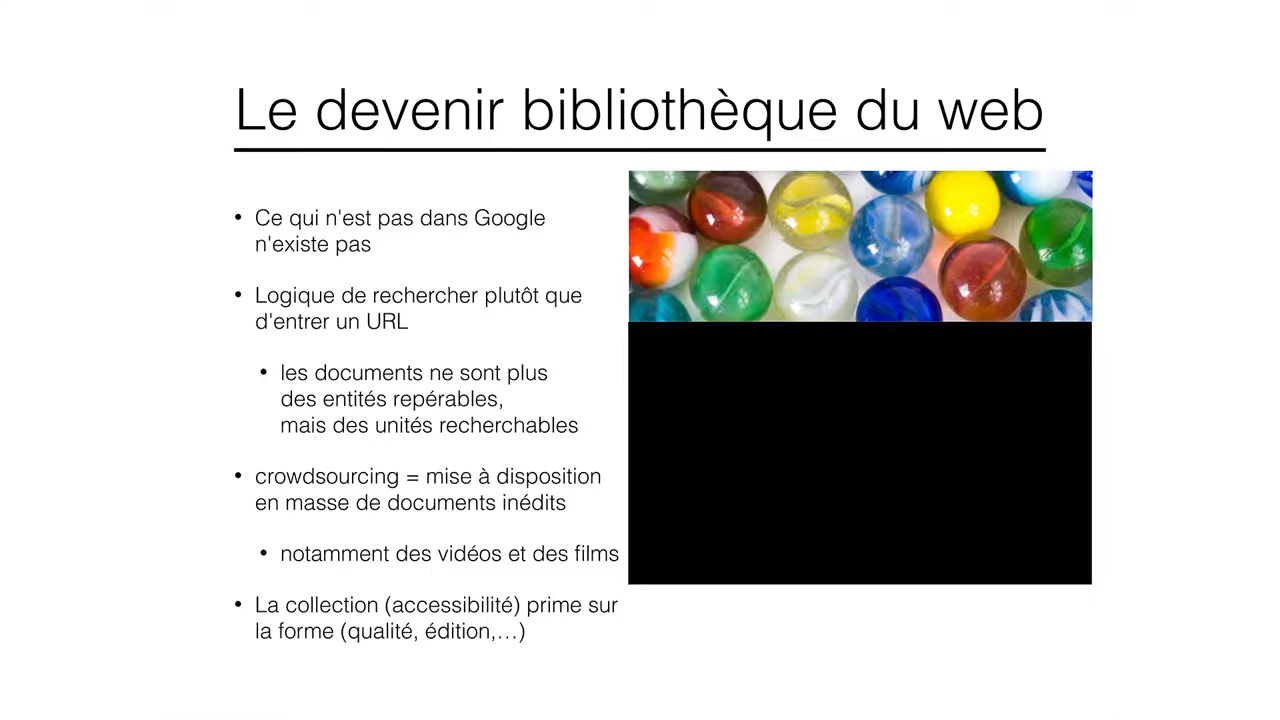 Le devenir bibliothèque du web
• Ce qui n'est pas dans Google
n'existe pas
• Logique de rechercher plutôt que
d'entrer un URL
• les documents ne sont plus
des entités repérables,
mais des unités recherchables
• crowdsourcing = mise à disposition
en masse de documents inédits
• notamment des vidéos et des films
• La collection (accessibilité) prime sur
la forme (qualité, édition,…)